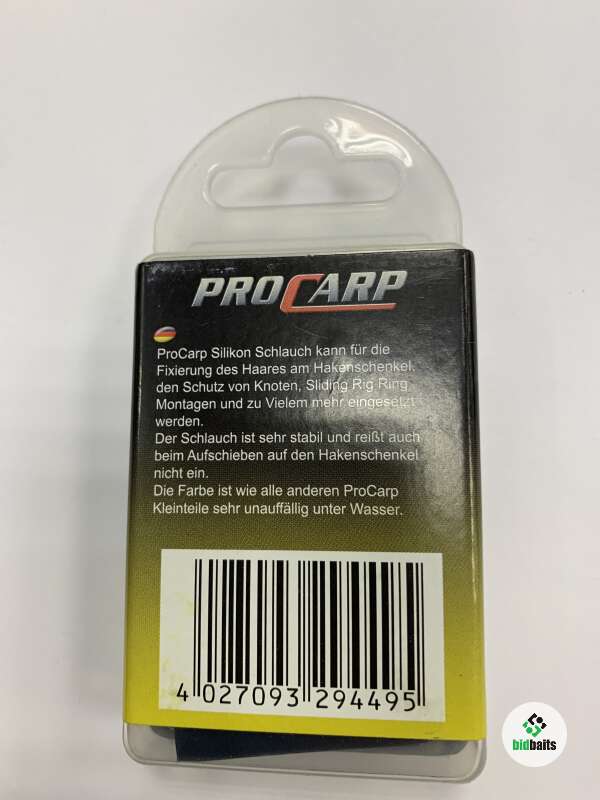 PROCARP
ProCarp Silikon Schlauch kann für die
Fixierung des Haares am Hakenschenkel,
den Schutz von Knoten, Sliding Rig Ring
Montagen und zu Vielem mehr eingesetzt
werden.
Der Schlauch ist sehr stabil und reißt auch
beim Aufschieben auf den Hakenschenkel
nicht ein.
Die Farbe ist wie alle anderen ProCarp
Kleinteile sehr unauffällig unter Wasser.
4 027093 294495
bidbaits